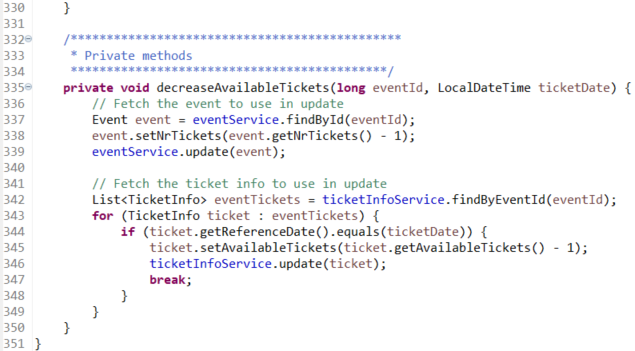 330     }
331
332     /**********************************************
333      * Private methods
334      *******************************************/
335     private void decreaseAvailableTickets(long eventId, LocalDateTime ticketDate) {
336         // Fetch the event to use in update
337         Event event = eventService.findById(eventId);
338         event.setNrTickets(event.getNrTickets() - 1);
339         eventService.update(event);
340
341         // Fetch the ticket info to use in update
342         List<TicketInfo> eventTickets = ticketInfoService.findByEventId(eventId);
343         for (TicketInfo ticket : eventTickets) {
344             if (ticket.getReferenceDate().equals(ticketDate)) {
345                 ticket.setAvailableTickets(ticket.getAvailableTickets() - 1);
346                 ticketInfoService.update(ticket);
347                 break;
348             }
349         }
350     }
351 }